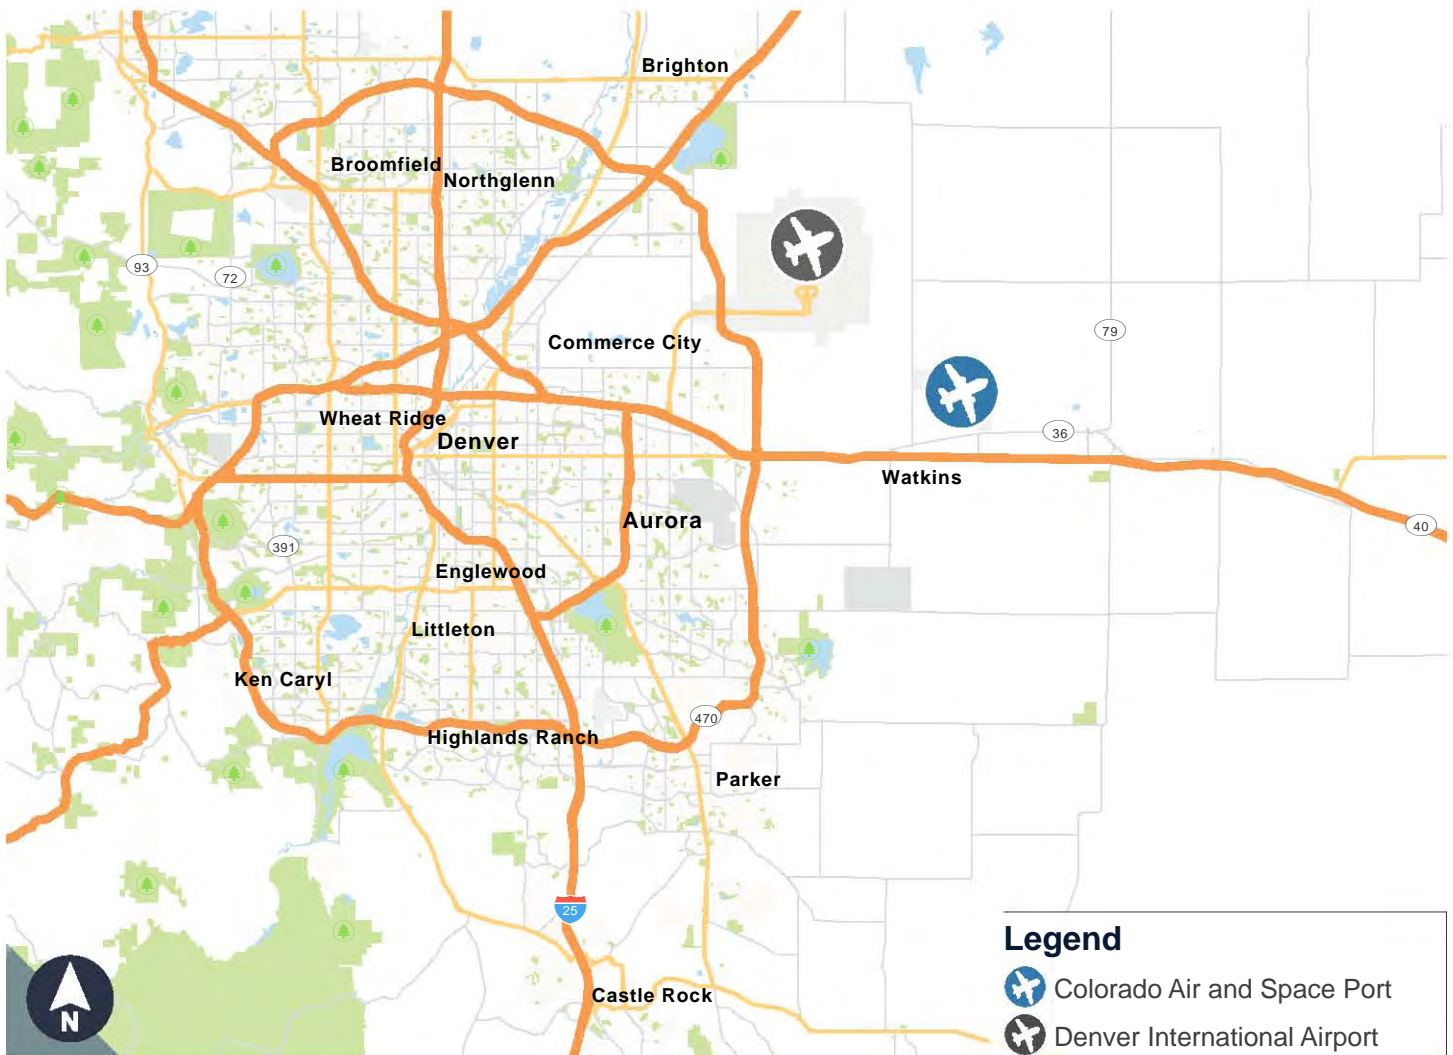 Brighton
Broomfield
Northglenn
93
72
79
Commerce City
Wheat Ridge
Denver
36
Watkins
Aurora
40
391
Englewood
Littleton
Ken Caryl
470
Highlands Ranch
Parker
25
Castle Rock
N
Legend
Colorado Air and Space Port
Denver International Airport